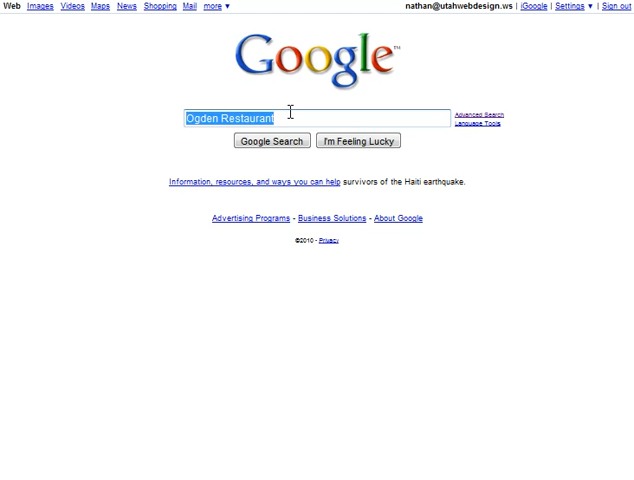 Web Images Videos Maps News Shopping Mail more ▼ nathan@utahwebdesign.ws | iGoogle | Settings ▼ | Sign out
Google™
Ogden Restaurant
Advanced Search
Language Tools
Google Search I'm Feeling Lucky
Information, resources, and ways you can help survivors of the Haiti earthquake.
Advertising Programs - Business Solutions - About Google
©2010 - Privacy